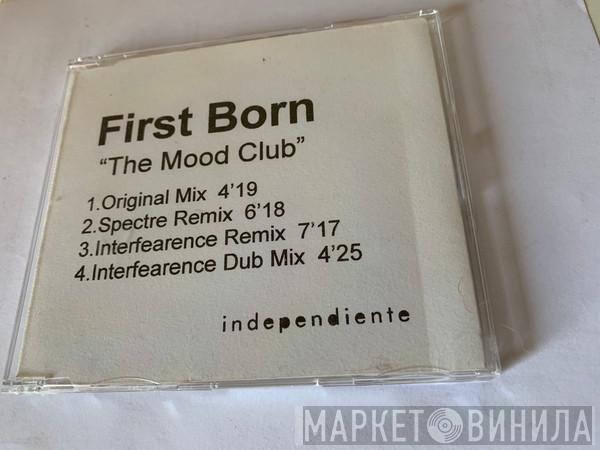 First Born
“The Mood Club”
1.Original Mix 4’19
2.Spectre Remix 6’18
3.Interfearence Remix 7’17
4.Interfearence Dub Mix 4’25
independiente
МАРКЕТ ВИНИЛА